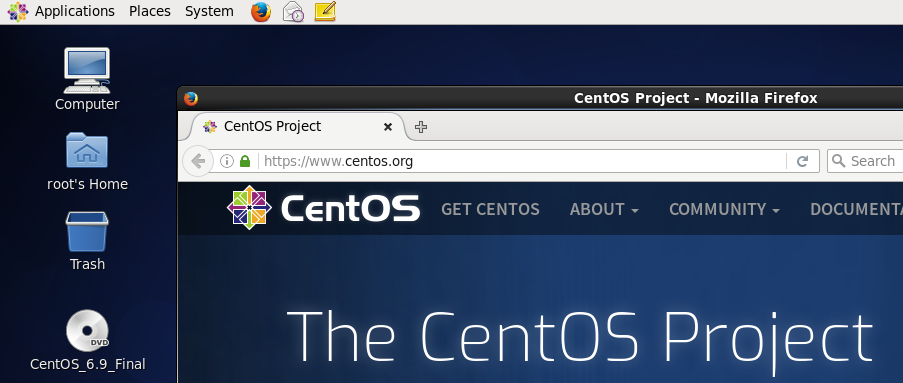 Applications Places System
Computer
root's Home
Trash
DVD
CentOS_6.9_Final
CentOS Project - Mozilla Firefox
CentOS Project
https://www.centos.org
Search
CentOS GET CENTOS ABOUT COMMUNITY DOCUMENTA
The CentOS Project